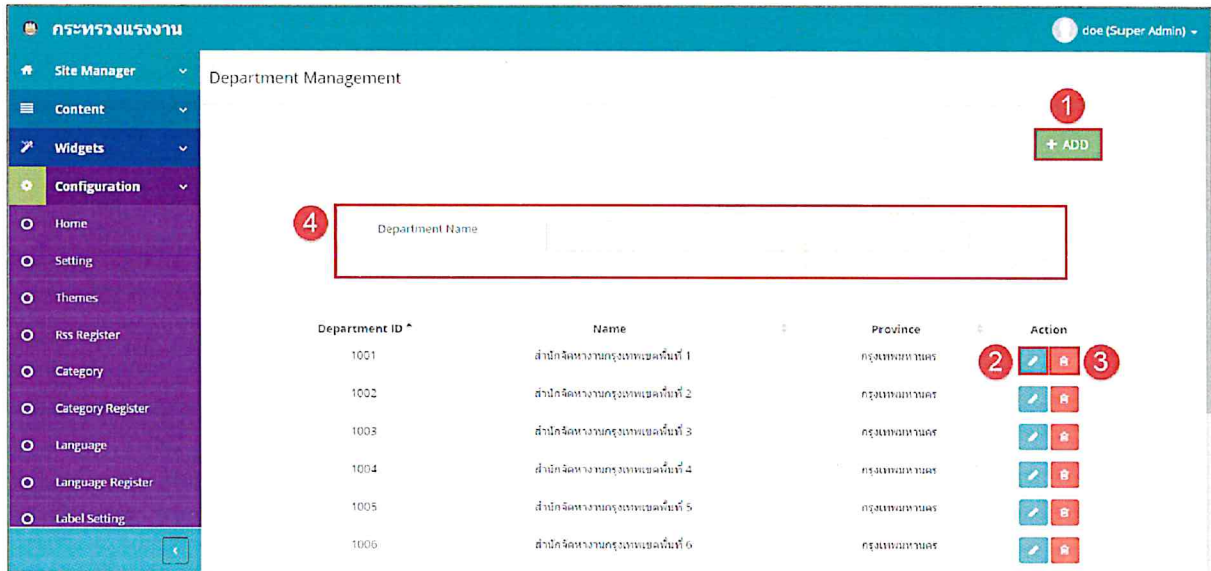 กระทรวงแรงงาน
doe (Super Admin)
Site Manager
Content
Widgets
Configuration
Home
Setting
Themes
Rss Register
Category
Category Register
Language
Language Register
Label Setting
Department Management
1
+ ADD
4
Department Name
Department ID Name Province Action
1001 สำนักจัดหางานกรุงเทพเขตพื้นที่ 1 กรุงเทพมหานคร 2 3
1002 สำนักจัดหางานกรุงเทพเขตพื้นที่ 2 กรุงเทพมหานคร
1003 สำนักจัดหางานกรุงเทพเขตพื้นที่ 3 กรุงเทพมหานคร
1004 สำนักจัดหางานกรุงเทพเขตพื้นที่ 4 กรุงเทพมหานคร
1005 สำนักจัดหางานกรุงเทพเขตพื้นที่ 5 กรุงเทพมหานคร
1006 สำนักจัดหางานกรุงเทพเขตพื้นที่ 6 กรุงเทพมหานคร